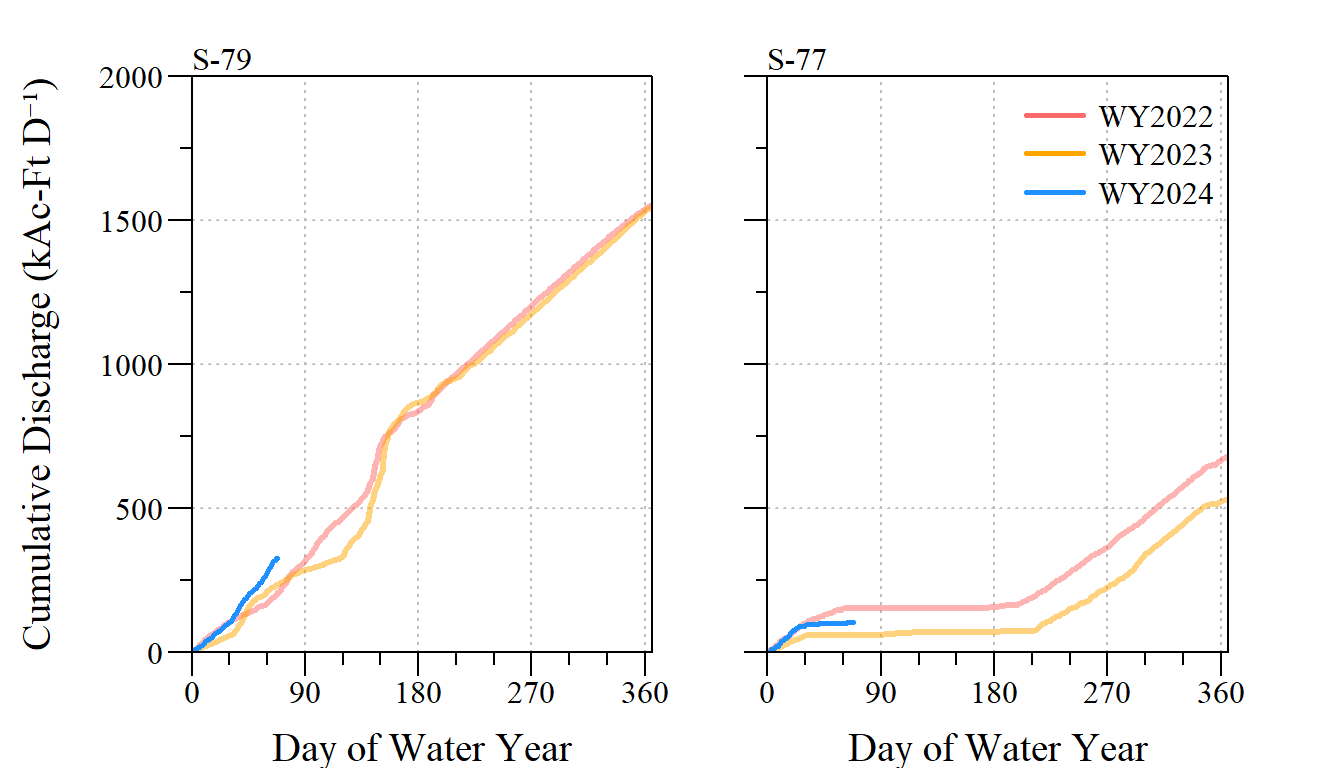 S-79
S-77
Cumulative Discharge (kAc-Ft D⁻¹)
2000
1500
1000
500
0
WY2022
WY2023
WY2024
0 90 180 270 360
0 90 180 270 360
Day of Water Year
Day of Water Year